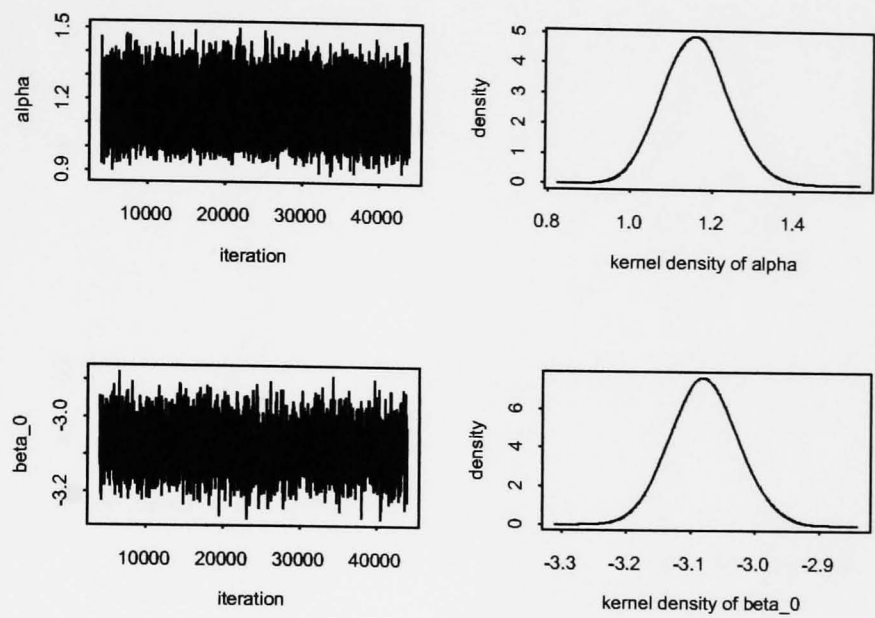 alpha
0.9 1.2 1.5
10000 20000 30000 40000
iteration
density
0 1 2 3 4 5
0.8 1.0 1.2 1.4
kernel density of alpha
beta_0
-3.2 -3.0
10000 20000 30000 40000
iteration
density
0 2 4 6
-3.3 -3.2 -3.1 -3.0 -2.9
kernel density of beta_0